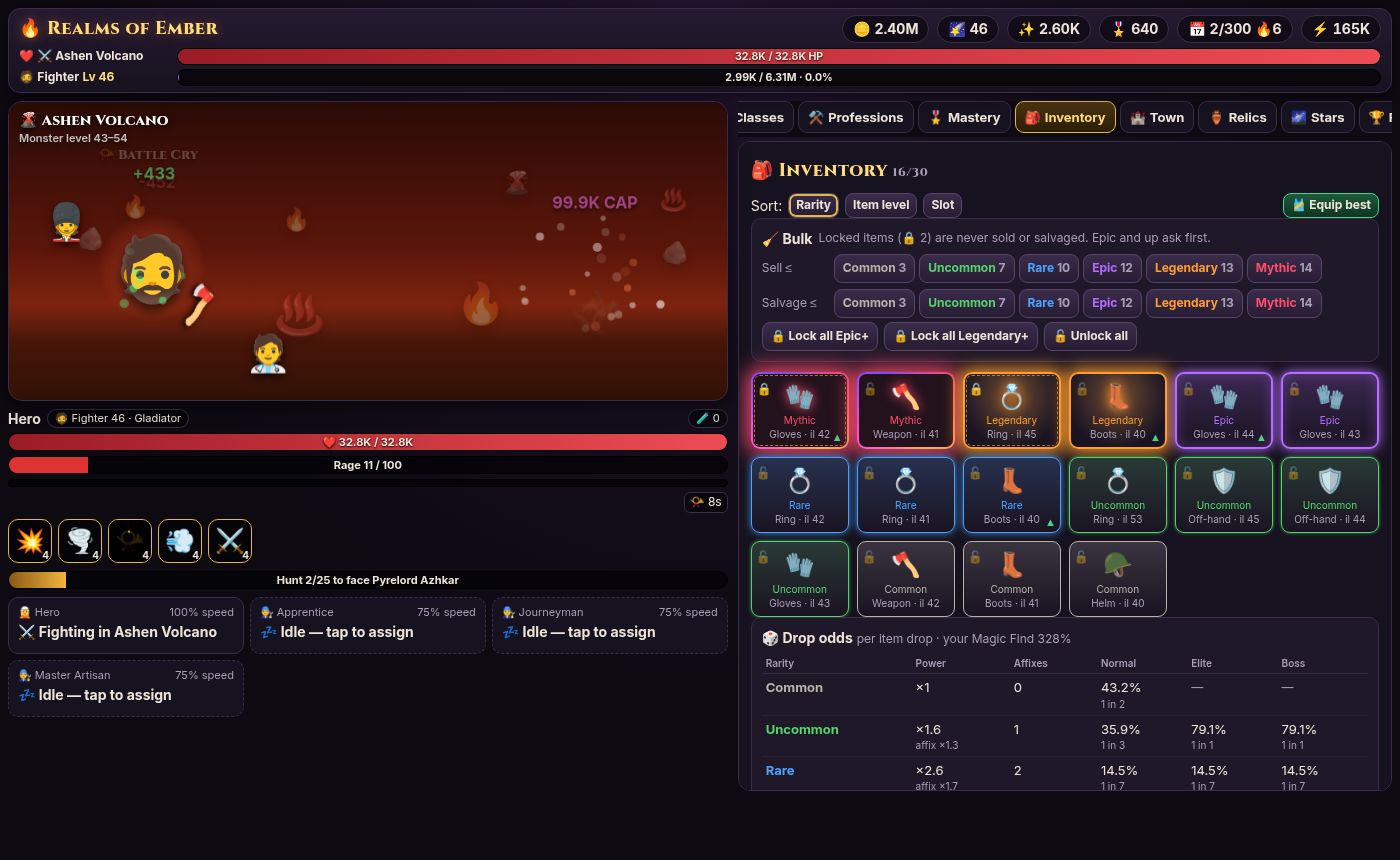 Realms of Ember
2.40M
46
2.60K
640
2/300 🔥6
165K
Ashen Volcano
32.8K / 32.8K HP
Fighter Lv 46
2.99K / 6.31M · 0.0%
Ashen Volcano
Monster level 43–54
Battle Cry
+433
-452
99.9K CAP
Hero
Fighter 46 · Gladiator
0
32.8K / 32.8K
Rage 11 / 100
8s
4
4
4
4
4
Hunt 2/25 to face Pyrelord Azhkar
Hero
100% speed
Fighting in Ashen Volcano
Apprentice
75% speed
Idle — tap to assign
Journeyman
75% speed
Idle — tap to assign
Master Artisan
75% speed
Idle — tap to assign
Classes
Professions
Mastery
Inventory
Town
Relics
Stars
Inventory 16/30
Sort:
Rarity
Item level
Slot
Equip best
Bulk Locked items (🔒 2) are never sold or salvaged. Epic and up ask first.
Sell ≤
Common 3
Uncommon 7
Rare 10
Epic 12
Legendary 13
Mythic 14
Salvage ≤
Common 3
Uncommon 7
Rare 10
Epic 12
Legendary 13
Mythic 14
Lock all Epic+
Lock all Legendary+
Unlock all
Mythic
Gloves · il 42
Mythic
Weapon · il 41
Legendary
Ring · il 45
Legendary
Boots · il 40
Epic
Gloves · il 44
Epic
Gloves · il 43
Rare
Ring · il 42
Rare
Ring · il 41
Rare
Boots · il 40
Uncommon
Ring · il 53
Uncommon
Off-hand · il 45
Uncommon
Off-hand · il 44
Uncommon
Gloves · il 43
Common
Weapon · il 42
Common
Boots · il 41
Common
Helm · il 40
Drop odds per item drop · your Magic Find 328%
Rarity Power Affixes Normal Elite Boss
Common ×1 0 43.2% — —
1 in 2
Uncommon ×1.6 1 35.9% 79.1% 79.1%
affix ×1.3 1 in 3 1 in 1 1 in 1
Rare ×2.6 2 14.5% 14.5% 14.5%
affix ×1.7 1 in 7 1 in 7 1 in 7